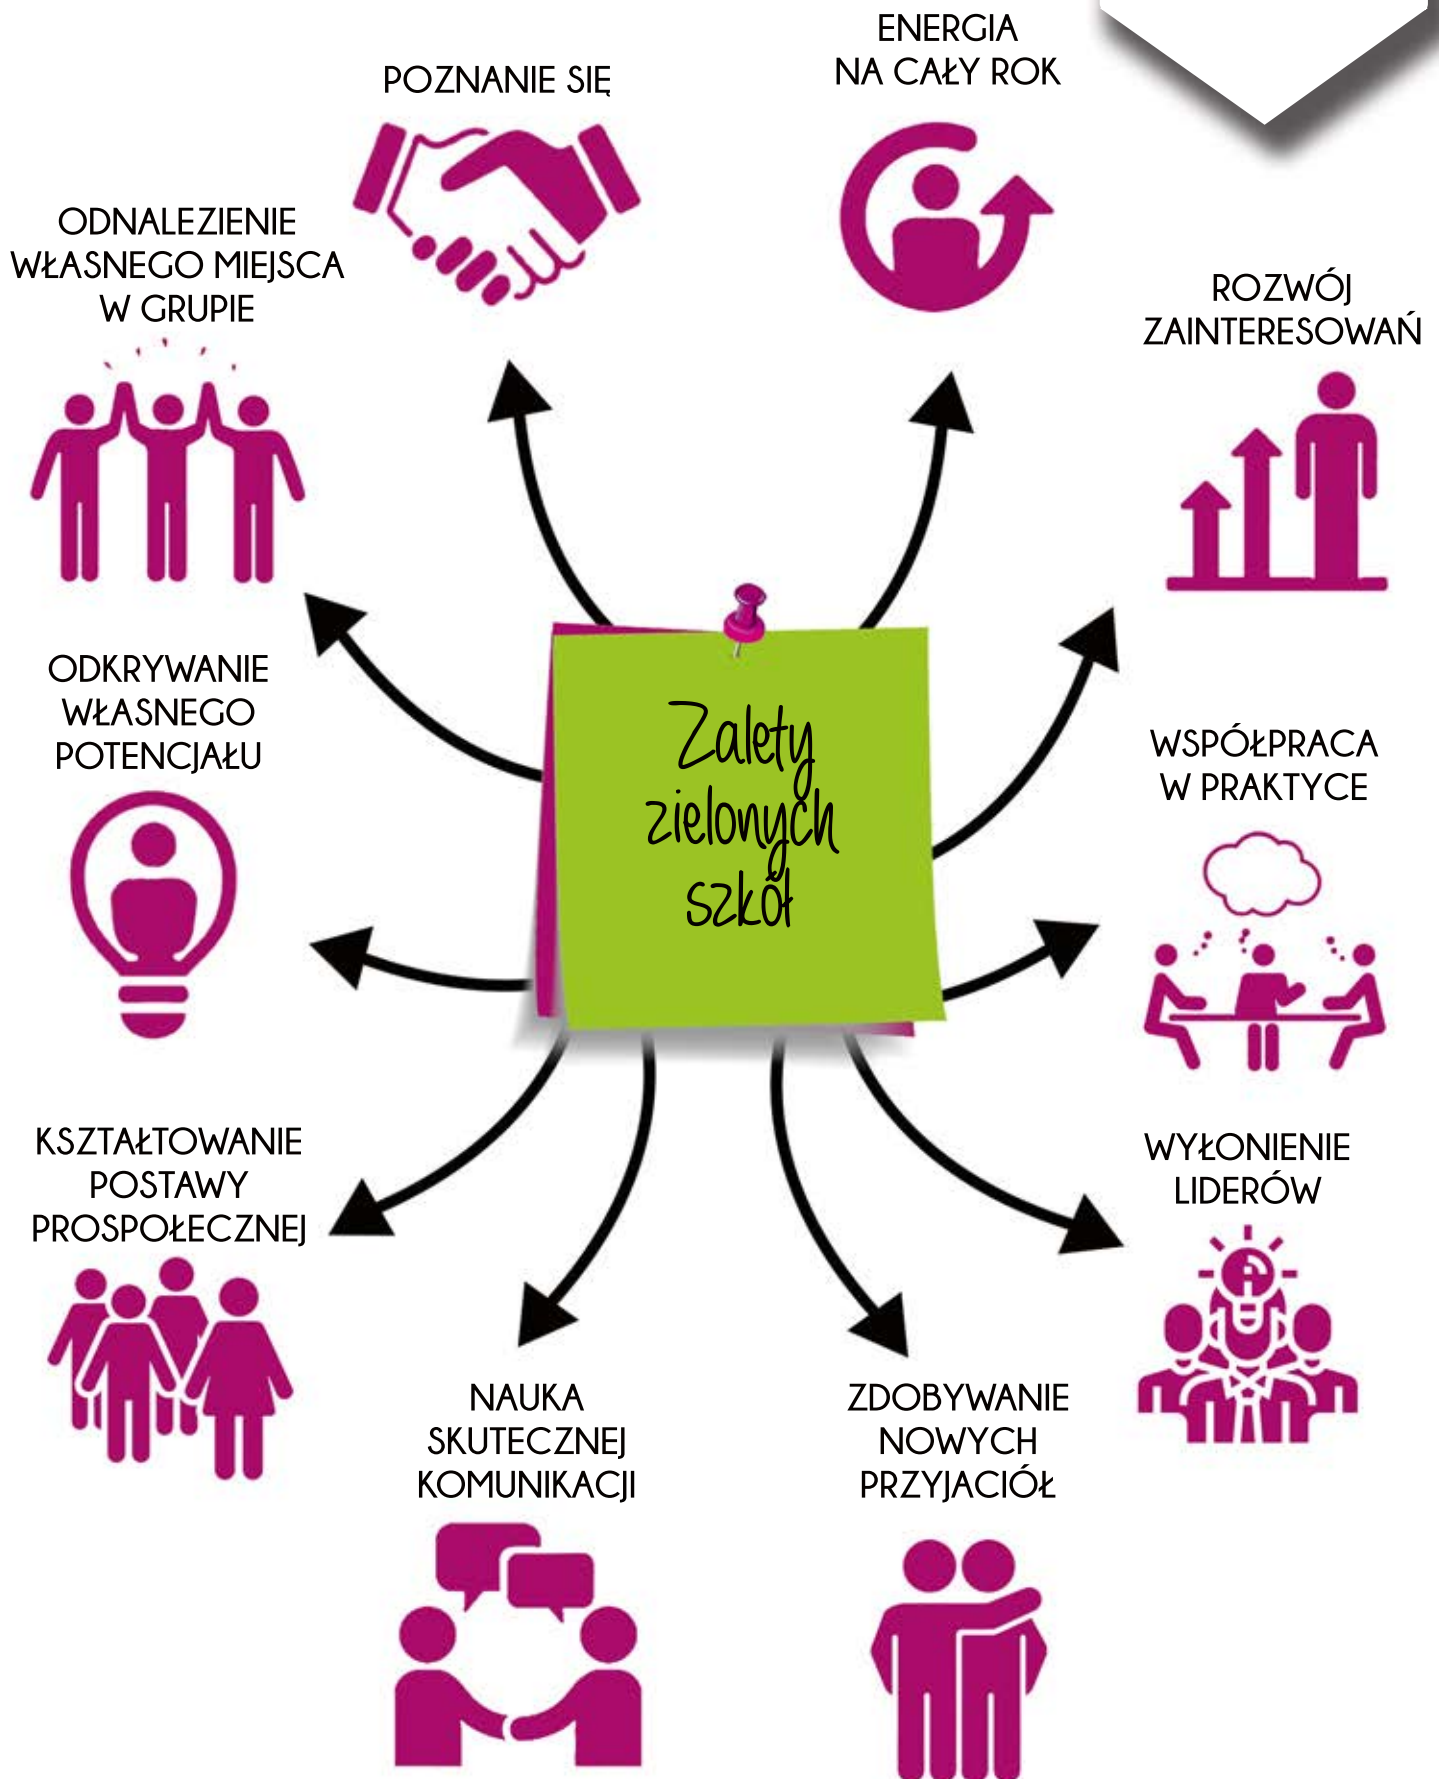 POZNANIE SIĘ
ENERGIA
NA CAŁY ROK
ODNALEZIENIE
WŁASNEGO MIEJSCA
W GRUPIE
ROZWÓJ
ZAINTERESOWAŃ
ODKRYWANIE
WŁASNEGO
POTENCJAŁU
Zalety
zielonych
szkół
WSPÓŁPRACA
W PRAKTYCE
KSZTAŁTOWANIE
POSTAWY
PROSPOŁECZNEJ
WYŁONIENIE
LIDERÓW
NAUKA
SKUTECZNEJ
KOMUNIKACJI
ZDOBYWANIE
NOWYCH
PRZYJACIÓŁ